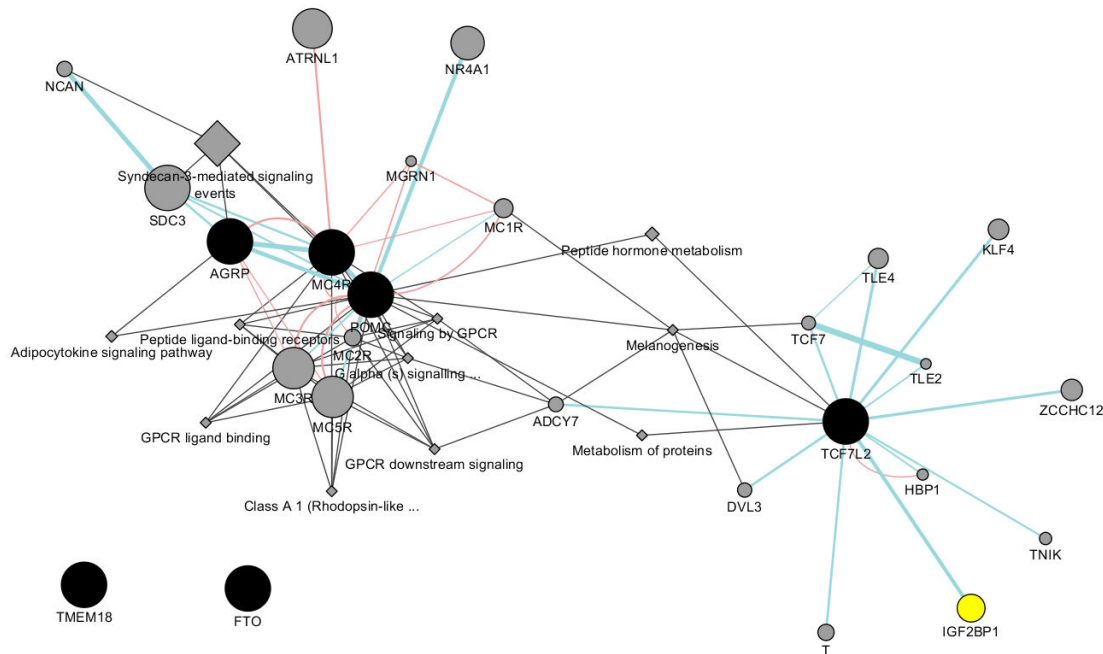 ATRNL1
NR4A1
NCAN
MGRN1
Syndecan-3-mediated signaling
events
SDC3
MC1R
Peptide hormone metabolism
KLF4
TLE4
AGRP
MC4R
POMC
Signaling by GPCR
Adipocytokine signaling pathway
Peptide ligand-binding receptors
MC2R
Melanogenesis
TCF7
G alpha (s) signalling ...
TLE2
MC3R
MC5R
ADCY7
ZCCHC12
GPCR ligand binding
GPCR downstream signaling
Metabolism of proteins
TCF7L2
HBP1
Class A 1 (Rhodopsin-like ...
DVL3
TNIK
TMEM18
FTO
IGF2BP1
T